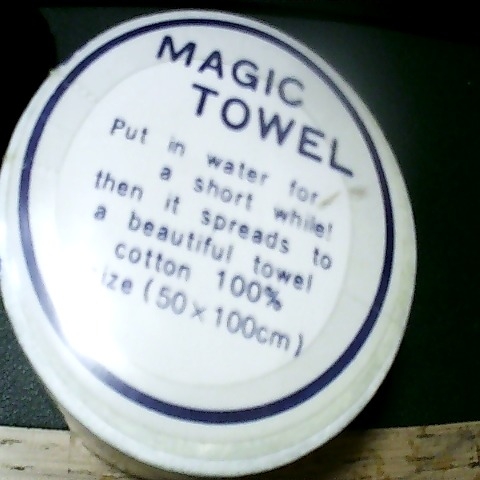 MAGIC
TOWEL
Put in water for
a short while!
then it spreads to
a beautiful towel
cotton 100%
ize (50×100cm)